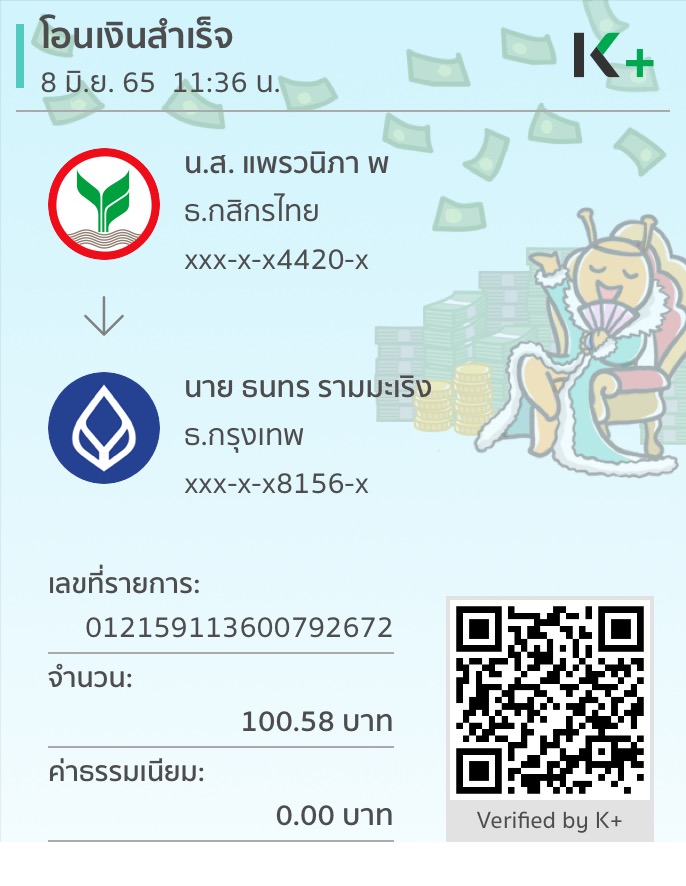 โอนเงินสำเร็จ
8 มิ.ย. 65 11:36 น.
K+
น.ส. แพรวนิภา พ
ธ.กสิกรไทย
xxx-x-x4420-x
นาย ธนทร รามมะเริง
ธ.กรุงเทพ
xxx-x-x8156-x
เลขที่รายการ:
012159113600792672
จำนวน:
100.58 บาท
ค่าธรรมเนียม:
0.00 บาท
Verified by K+